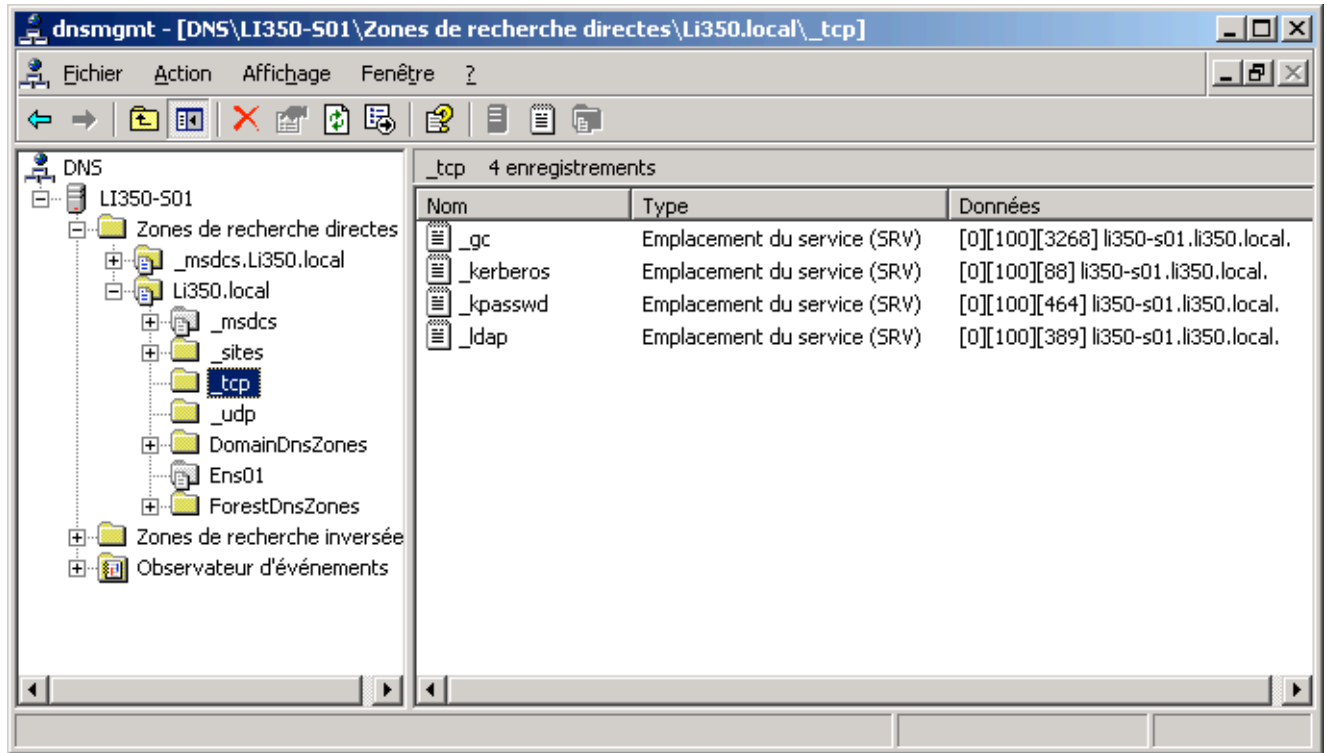 dnsmgmt - [DNS\LI350-S01\Zones de recherche directes\Li350.local\_tcp]
Fichier Action Affichage Fenêtre ?
DNS
LI350-S01
Zones de recherche directes
_msdcs.Li350.local
Li350.local
_msdcs
_sites
_tcp
_udp
DomainDnsZones
Ens01
ForestDnsZones
Zones de recherche inversée
Observateur d'événements
_tcp 4 enregistrements
Nom Type Données
_gc Emplacement du service (SRV) [0][100][3268] li350-s01.li350.local.
_kerberos Emplacement du service (SRV) [0][100][88] li350-s01.li350.local.
_kpasswd Emplacement du service (SRV) [0][100][464] li350-s01.li350.local.
_ldap Emplacement du service (SRV) [0][100][389] li350-s01.li350.local.